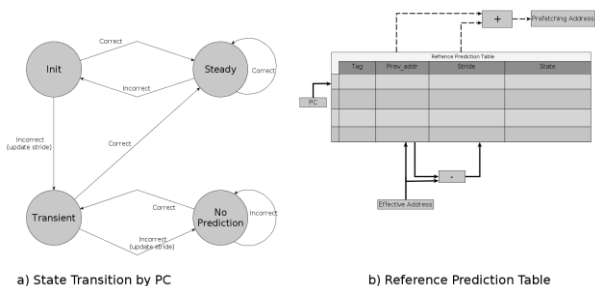 Correct
Init
Steady
Correct
Incorrect
Incorrect
(update stride)
Correct
Transient
Correct
No
Prediction
Incorrect
Incorrect
(update stride)
a) State Transition by PC
+
Prefetching Address
Refrence Prediction Table
Tag
Prev_addr
Stride
State
PC
-
Effective Address
b) Reference Prediction Table